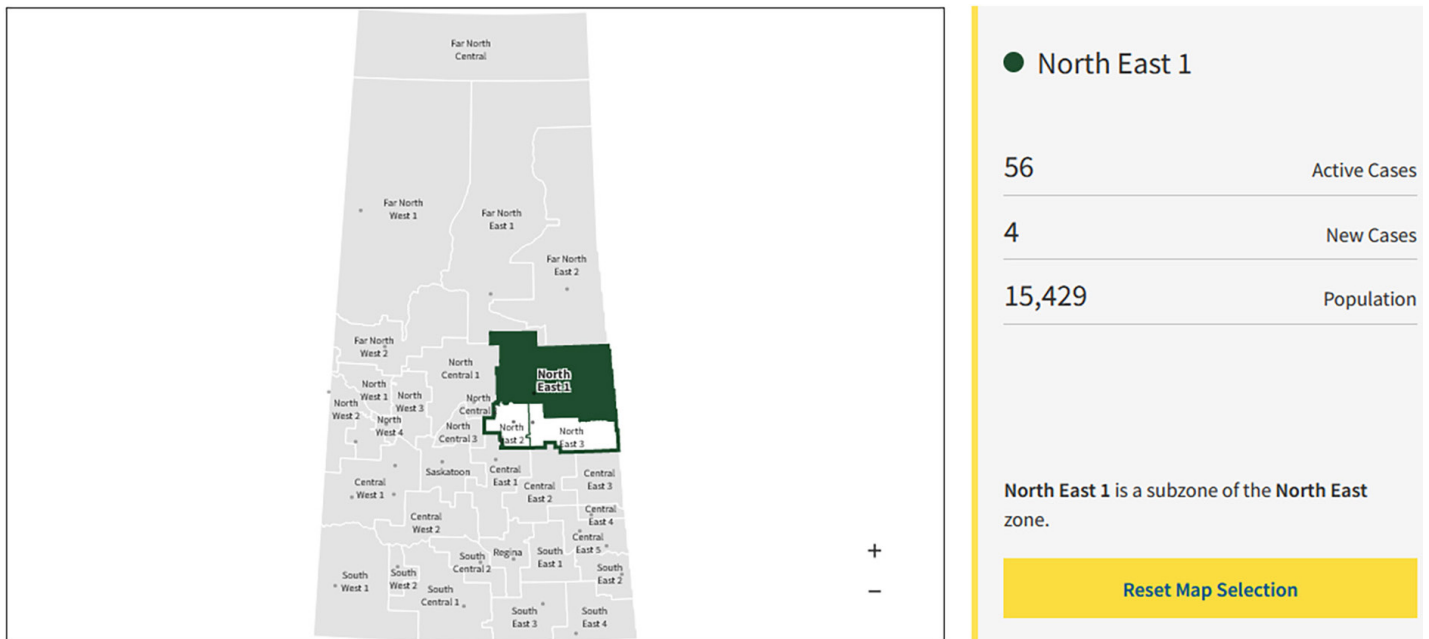 Far North
Central
Far North
West 1
Far North
East 1
Far North
East 2
Far North
West 2
North
Central 1
North
East 1
North
West 1
North
West 3
North
Central
North
West 2
North
West 4
North
Central 3
North
East 2
North
East 3
Saskatoon
Central
East 1
Central
East 3
Central
West 1
Central
East 2
Central
West 2
Central
East 4
Central
East 5
South
Central 2
Regina
South
East 1
South
West 1
South
West 2
South
East 2
South
Central 1
South
East 3
South
East 4
+
−
North East 1
56 Active Cases
4 New Cases
15,429 Population
North East 1 is a subzone of the North East
zone.
Reset Map Selection